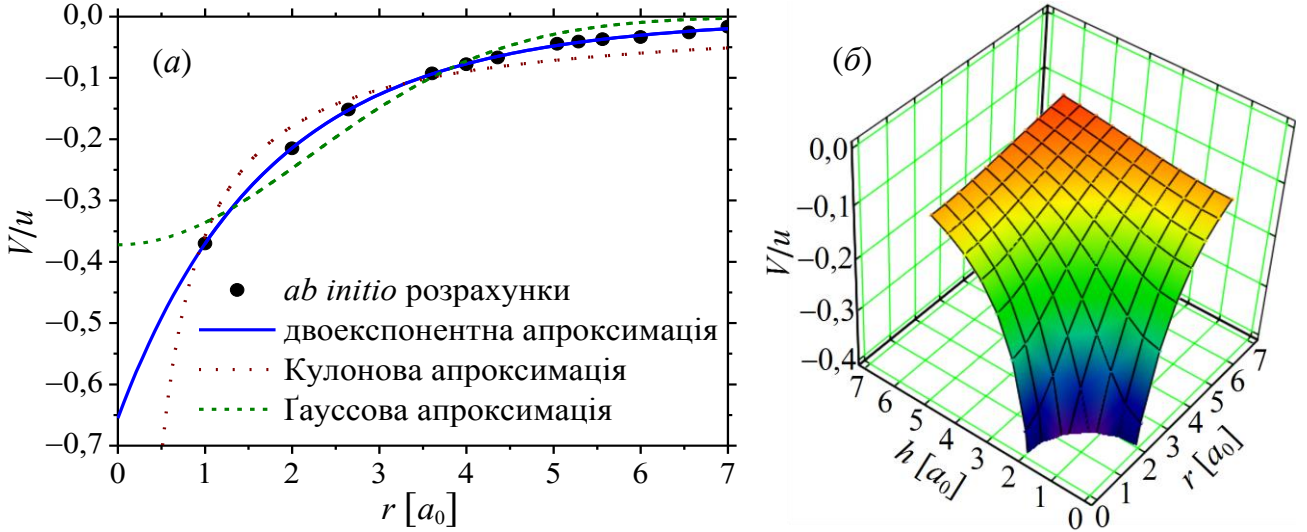 (а)
0,0
–0,1
–0,2
–0,3
–0,4
–0,5
–0,6
–0,7
V/u
ab initio розрахунки
двоекспонентна апроксимація
Кулонова апроксимація
Ґауссова апроксимація
0 1 2 3 4 5 6 7
r [a0]
(б)
0,0
–0,1
–0,2
–0,3
–0,4
V/u
7 6 5 4 3 2 1 0
h [a0]
0 1 2 3 4 5 6 7
r [a0]